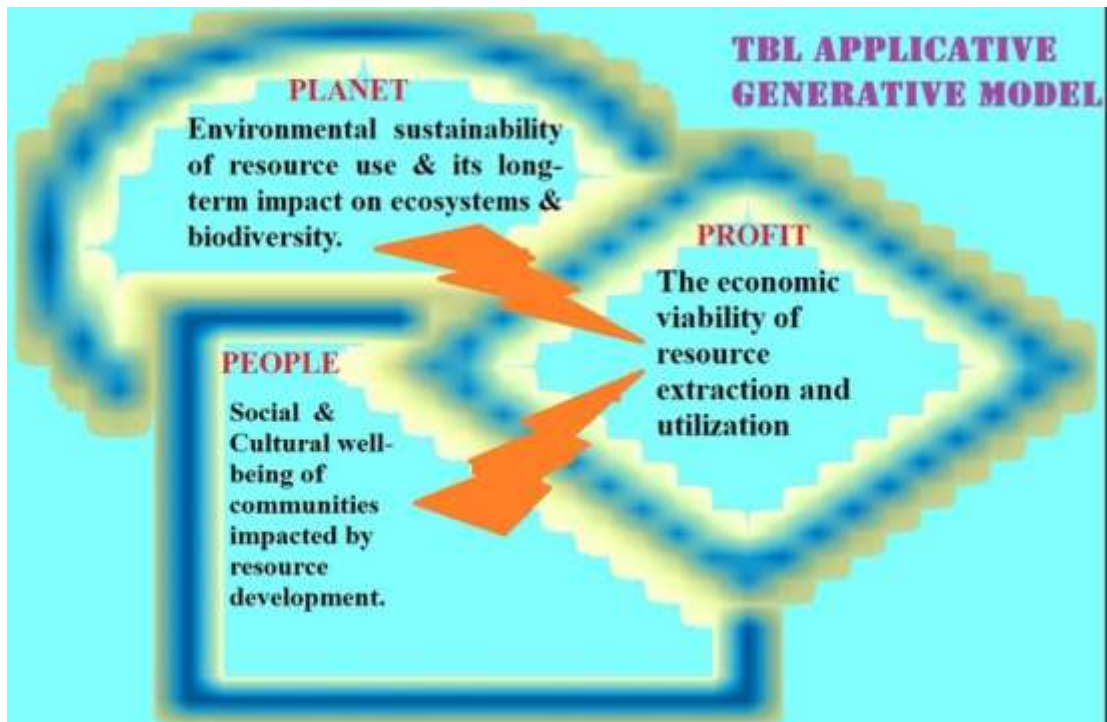 TBL APPLICATIVE
GENERATIVE MODEL
PLANET
Environmental sustainability
of resource use & its long-
term impact on ecosystems &
biodiversity.
PROFIT
The economic
viability of
resource
extraction and
utilization
PEOPLE
Social &
Cultural well-
being of
communities
impacted by
resource
development.